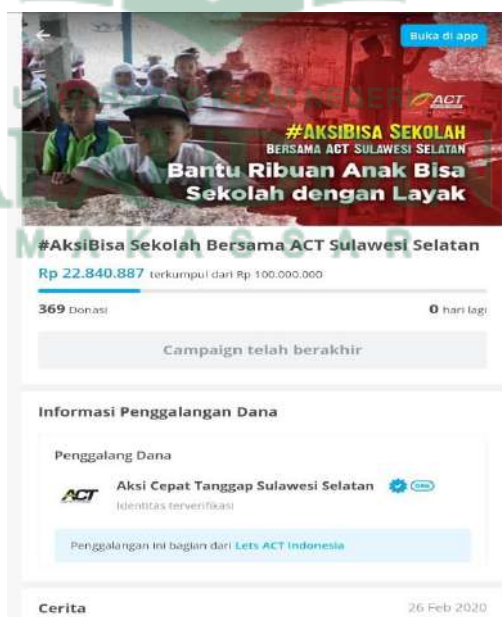 Buka di app
ACT
#AKSIBISA SEKOLAH
BERSAMA ACT SULAWESI SELATAN
Bantu Ribuan Anak Bisa
Sekolah dengan Layak
MAKASSAR
#AksiBisa Sekolah Bersama ACT Sulawesi Selatan
Rp 22.840.887 terkumpul dari Rp 100.000.000
369 Donasi
0 hari lagi
Campaign telah berakhir
Informasi Penggalangan Dana
Penggalang Dana
ACT
Aksi Cepat Tanggap Sulawesi Selatan
Identitas terverifikasi
Penggalangan ini bagian dari Lets ACT Indonesia
Cerita
26 Feb 2020